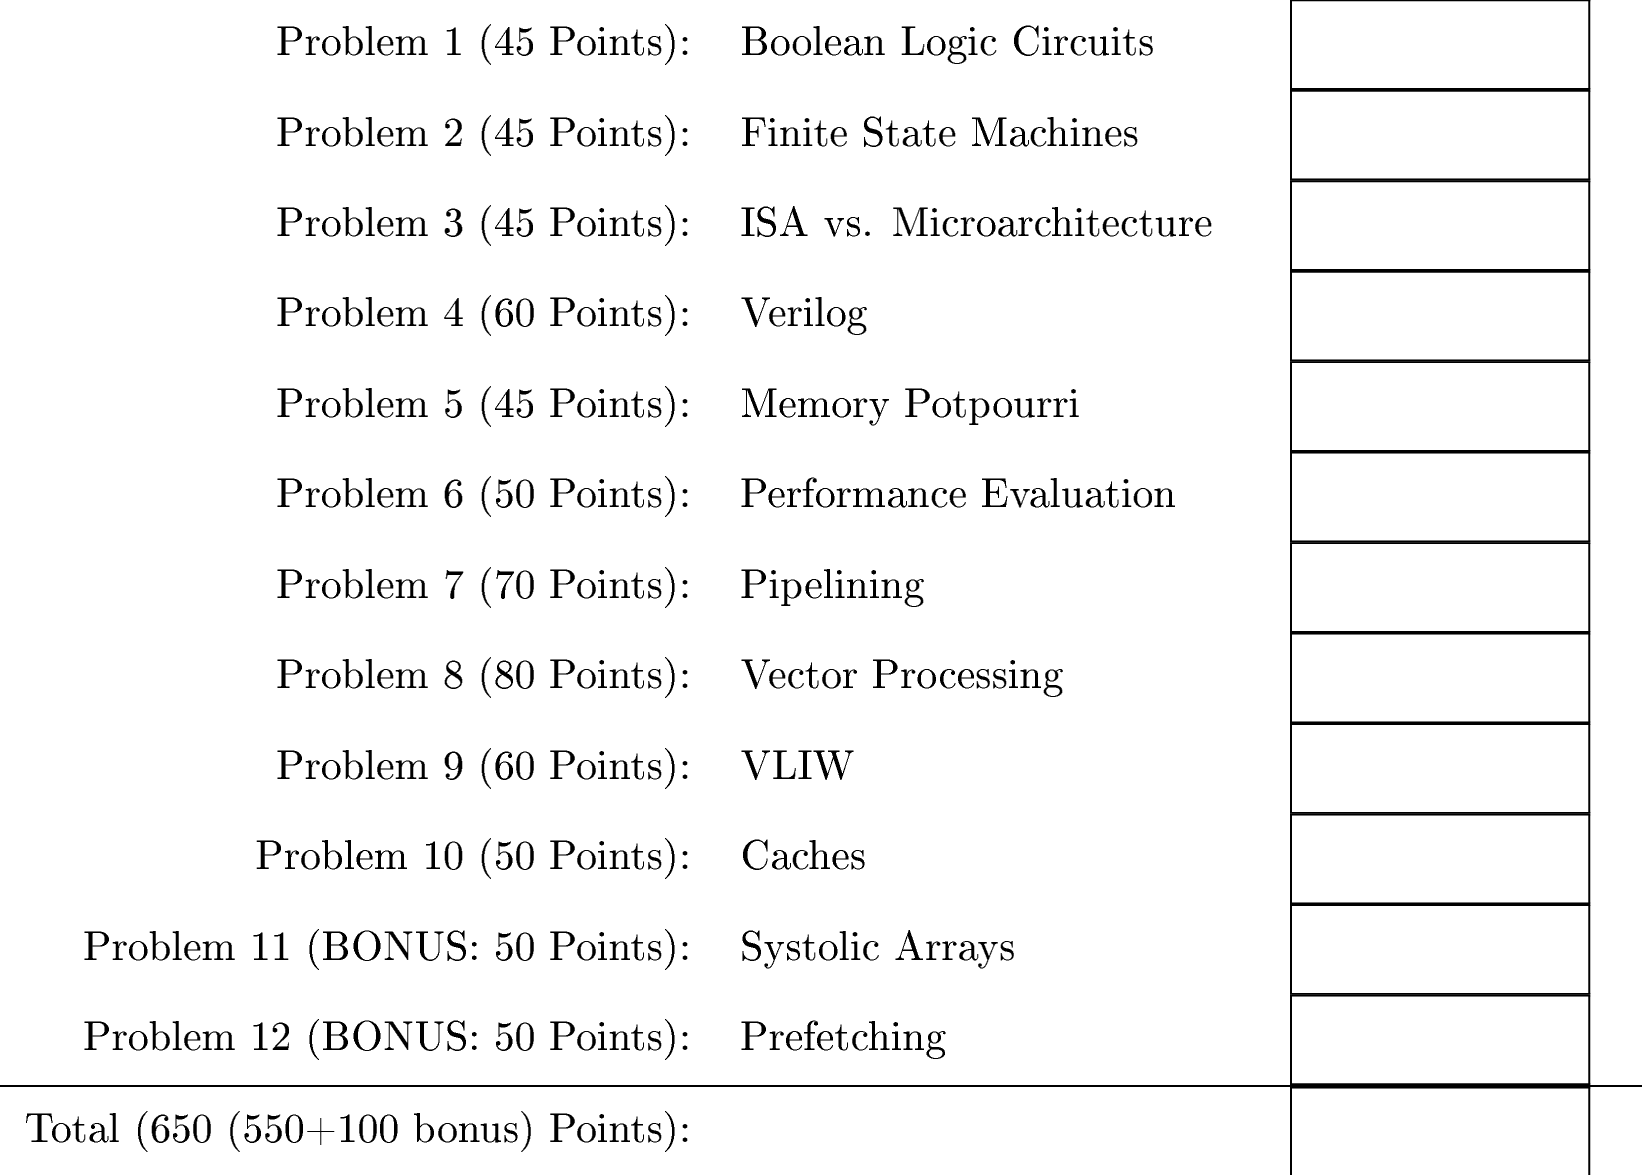 Problem 1 (45 Points): Boolean Logic Circuits
Problem 2 (45 Points): Finite State Machines
Problem 3 (45 Points): ISA vs. Microarchitecture
Problem 4 (60 Points): Verilog
Problem 5 (45 Points): Memory Potpourri
Problem 6 (50 Points): Performance Evaluation
Problem 7 (70 Points): Pipelining
Problem 8 (80 Points): Vector Processing
Problem 9 (60 Points): VLIW
Problem 10 (50 Points): Caches
Problem 11 (BONUS: 50 Points): Systolic Arrays
Problem 12 (BONUS: 50 Points): Prefetching
Total (650 (550+100 bonus) Points):